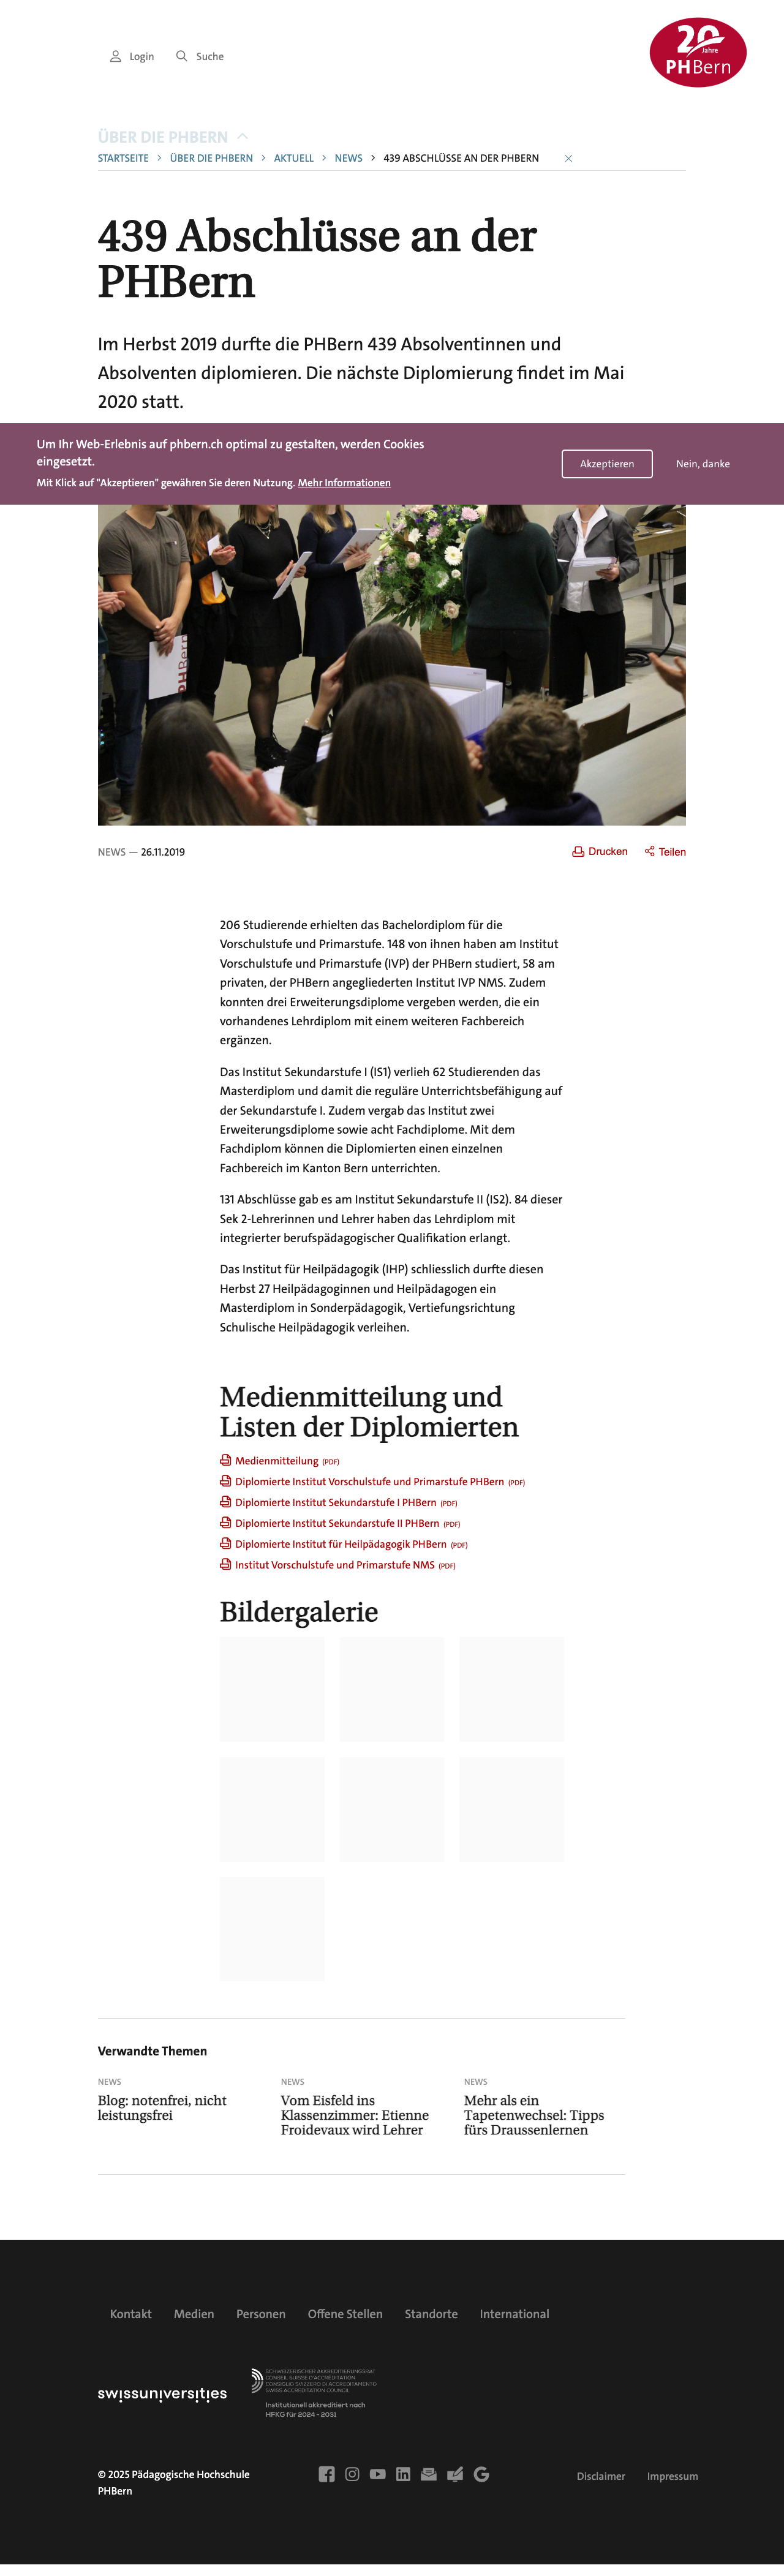 Login
Suche
20
Jahre
PHBern
ÜBER DIE PHBERN
STARTSEITE > ÜBER DIE PHBERN > AKTUELL > NEWS > 439 ABSCHLÜSSE AN DER PHBERN
439 Abschlüsse an der
PHBern
Im Herbst 2019 durfte die PHBern 439 Absolventinnen und
Absolventen diplomieren. Die nächste Diplomierung findet im Mai
2020 statt.
Um Ihr Web-Erlebnis auf phbern.ch optimal zu gestalten, werden Cookies
eingesetzt.
Mit Klick auf "Akzeptieren" gewähren Sie deren Nutzung. Mehr Informationen
Akzeptieren
Nein, danke
PHBern
NEWS — 26.11.2019
Drucken
Teilen
206 Studierende erhielten das Bachelordiplom für die
Vorschulstufe und Primarstufe. 148 von ihnen haben am Institut
Vorschulstufe und Primarstufe (IVP) der PHBern studiert, 58 am
privaten, der PHBern angegliederten Institut IVP NMS. Zudem
konnten drei Erweiterungsdiplome vergeben werden, die ein
vorhandenes Lehrdiplom mit einem weiteren Fachbereich
ergänzen.
Das Institut Sekundarstufe I (IS1) verlieh 62 Studierenden das
Masterdiplom und damit die reguläre Unterrichtsbefähigung auf
der Sekundarstufe I. Zudem vergab das Institut zwei
Erweiterungsdiplome sowie acht Fachdiplome. Mit dem
Fachdiplom können die Diplomierten einen einzelnen
Fachbereich im Kanton Bern unterrichten.
131 Abschlüsse gab es am Institut Sekundarstufe II (IS2). 84 dieser
Sek 2-Lehrerinnen und Lehrer haben das Lehrdiplom mit
integrierter berufspädagogischer Qualifikation erlangt.
Das Institut für Heilpädagogik (IHP) schliesslich durfte diesen
Herbst 27 Heilpädagoginnen und Heilpädagogen ein
Masterdiplom in Sonderpädagogik, Vertiefungsrichtung
Schulische Heilpädagogik verleihen.
Medienmitteilung und
Listen der Diplomierten
Medienmitteilung (PDF)
Diplomierte Institut Vorschulstufe und Primarstufe PHBern (PDF)
Diplomierte Institut Sekundarstufe I PHBern (PDF)
Diplomierte Institut Sekundarstufe II PHBern (PDF)
Diplomierte Institut für Heilpädagogik PHBern (PDF)
Institut Vorschulstufe und Primarstufe NMS (PDF)
Bildergalerie
Verwandte Themen
NEWS
Blog: notenfrei, nicht
leistungsfrei
NEWS
Vom Eisfeld ins
Klassenzimmer: Etienne
Froidevaux wird Lehrer
NEWS
Mehr als ein
Tapetenwechsel: Tipps
fürs Draussenlernen
Kontakt
Medien
Personen
Offene Stellen
Standorte
International
swissuniversities
SCHWEIZERISCHER AKKREDITIERUNGSRAT
CONSEIL SUISSE D'ACCRÉDITATION
CONSIGLIO SVIZZERO DI ACCREDITAMENTO
SWISS ACCREDITATION COUNCIL
Institutionell akkreditiert nach
HFKG für 2024 - 2031
© 2025 Pädagogische Hochschule
PHBern
Disclaimer
Impressum